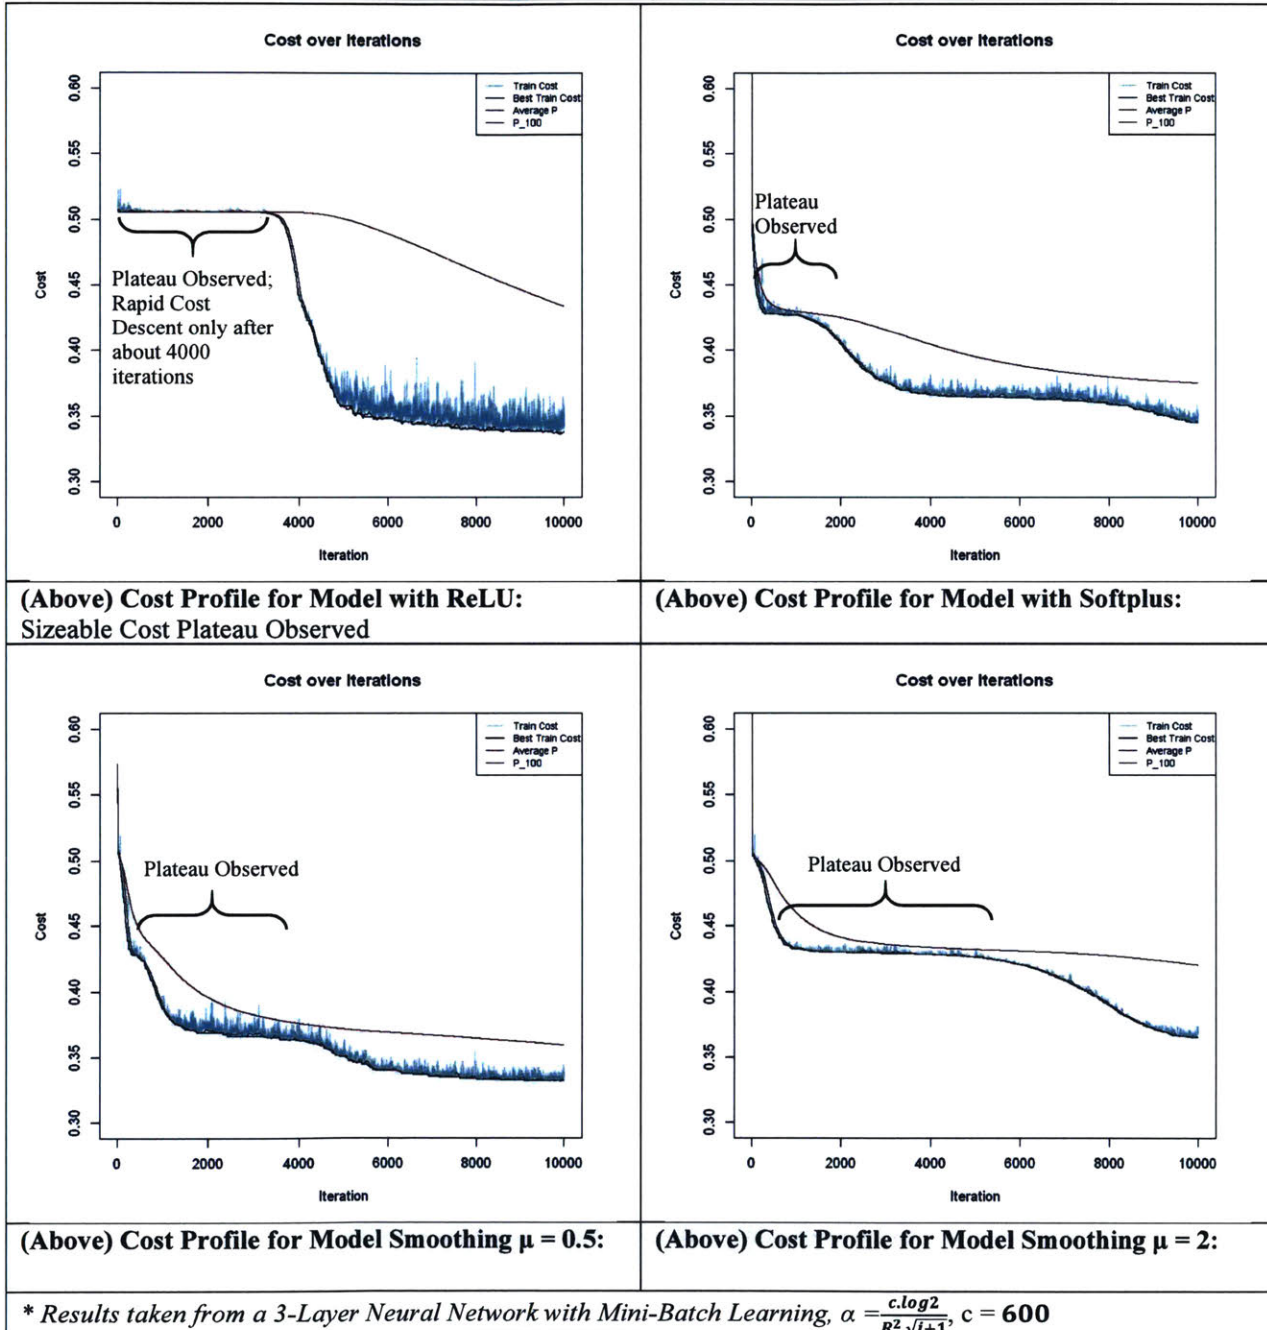 Cost over Iterations
Train Cost
Best Train Cost
Average P
P_100
0.60
0.55
0.50
0.45
0.40
0.35
0.30
Cost
Plateau Observed;
Rapid Cost
Descent only after
about 4000
iterations
0 2000 4000 6000 8000 10000
Iteration
(Above) Cost Profile for Model with ReLU:
Sizeable Cost Plateau Observed
Cost over Iterations
Train Cost
Best Train Cost
Average P
P_100
0.60
0.55
0.50
0.45
0.40
0.35
0.30
Cost
Plateau
Observed
0 2000 4000 6000 8000 10000
Iteration
(Above) Cost Profile for Model with Softplus:
Cost over Iterations
Train Cost
Best Train Cost
Average P
P_100
0.60
0.55
0.50
0.45
0.40
0.35
0.30
Cost
Plateau Observed
0 2000 4000 6000 8000 10000
Iteration
(Above) Cost Profile for Model Smoothing μ = 0.5:
Cost over Iterations
Train Cost
Best Train Cost
Average P
P_100
0.60
0.55
0.50
0.45
0.40
0.35
0.30
Cost
Plateau Observed
0 2000 4000 6000 8000 10000
Iteration
(Above) Cost Profile for Model Smoothing μ = 2:
* Results taken from a 3-Layer Neural Network with Mini-Batch Learning, α = c.log2 / R² √(i+1), c = 600